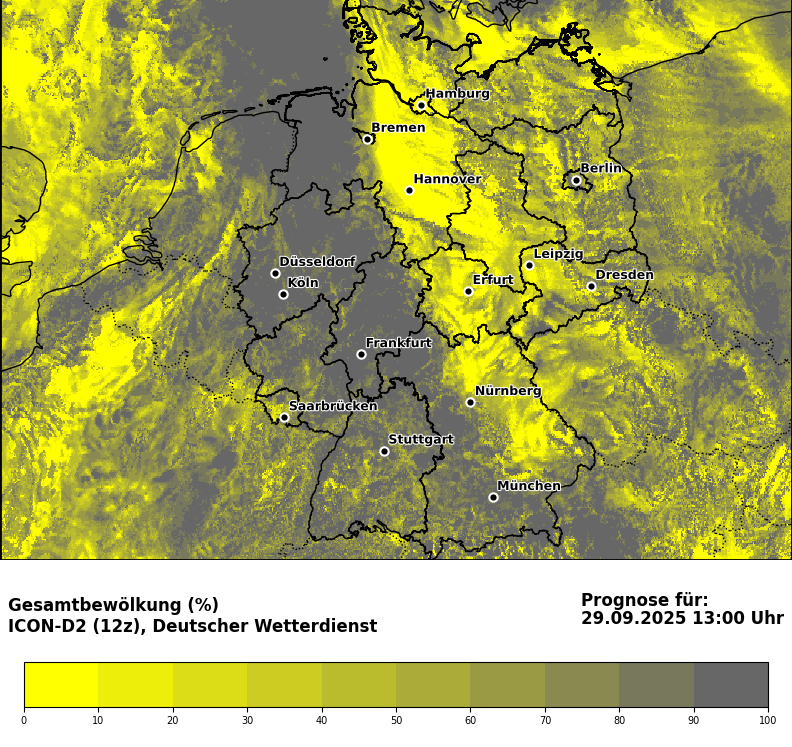 Hamburg
Bremen
Berlin
Hannover
Leipzig
Düsseldorf
Dresden
Erfurt
Köln
Frankfurt
Nürnberg
Saarbrücken
Stuttgart
München
Gesamtbewölkung (%)
ICON-D2 (12z), Deutscher Wetterdienst
Prognose für:
29.09.2025 13:00 Uhr
0 10 20 30 40 50 60 70 80 90 100